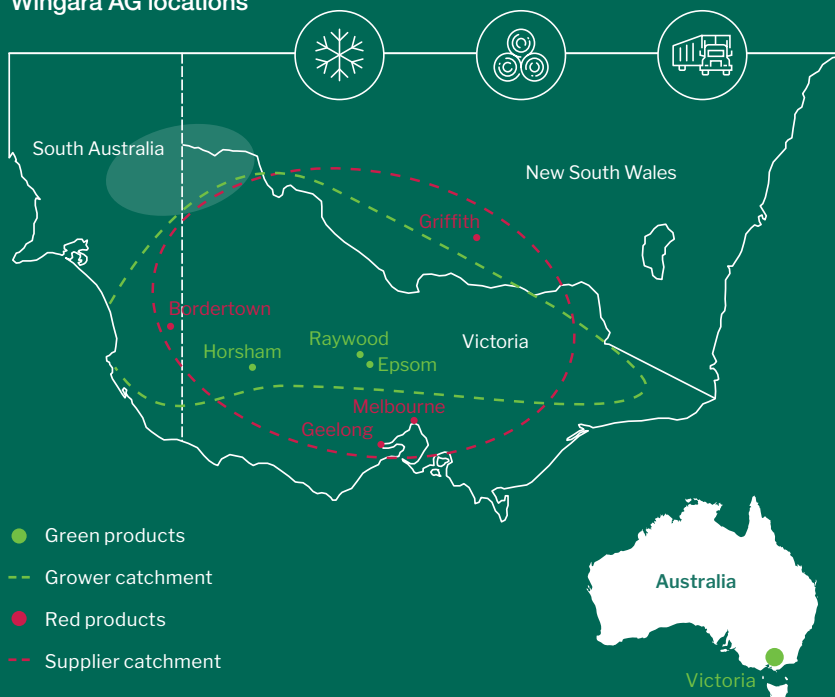 Wingara AG locations
South Australia
New South Wales
Griffith
Bordertown
Raywood
Victoria
Horsham
Epsom
Melbourne
Geelong
Green products
Grower catchment
Red products
Supplier catchment
Australia
Victoria